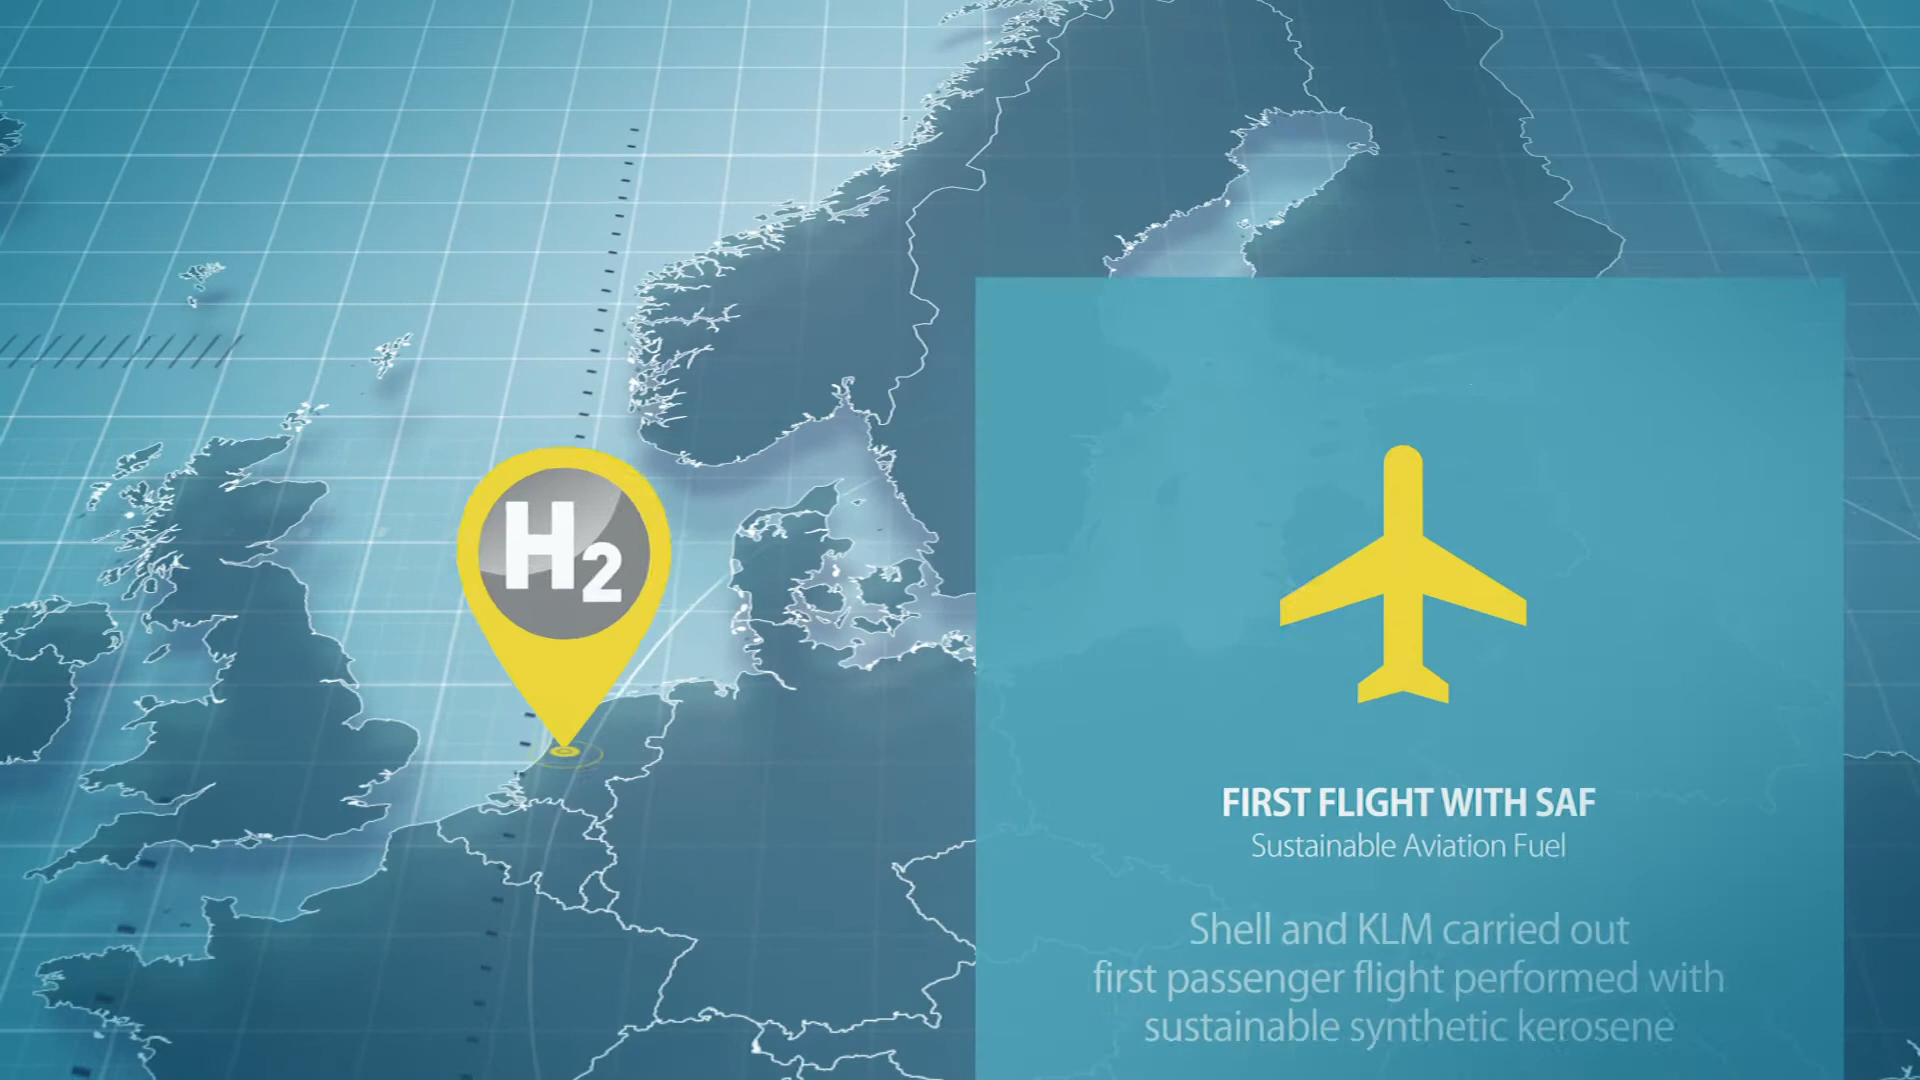 H2
FIRST FLIGHT WITH SAF
Sustainable Aviation Fuel
Shell and KLM carried out
first passenger flight performed with
sustainable synthetic kerosene